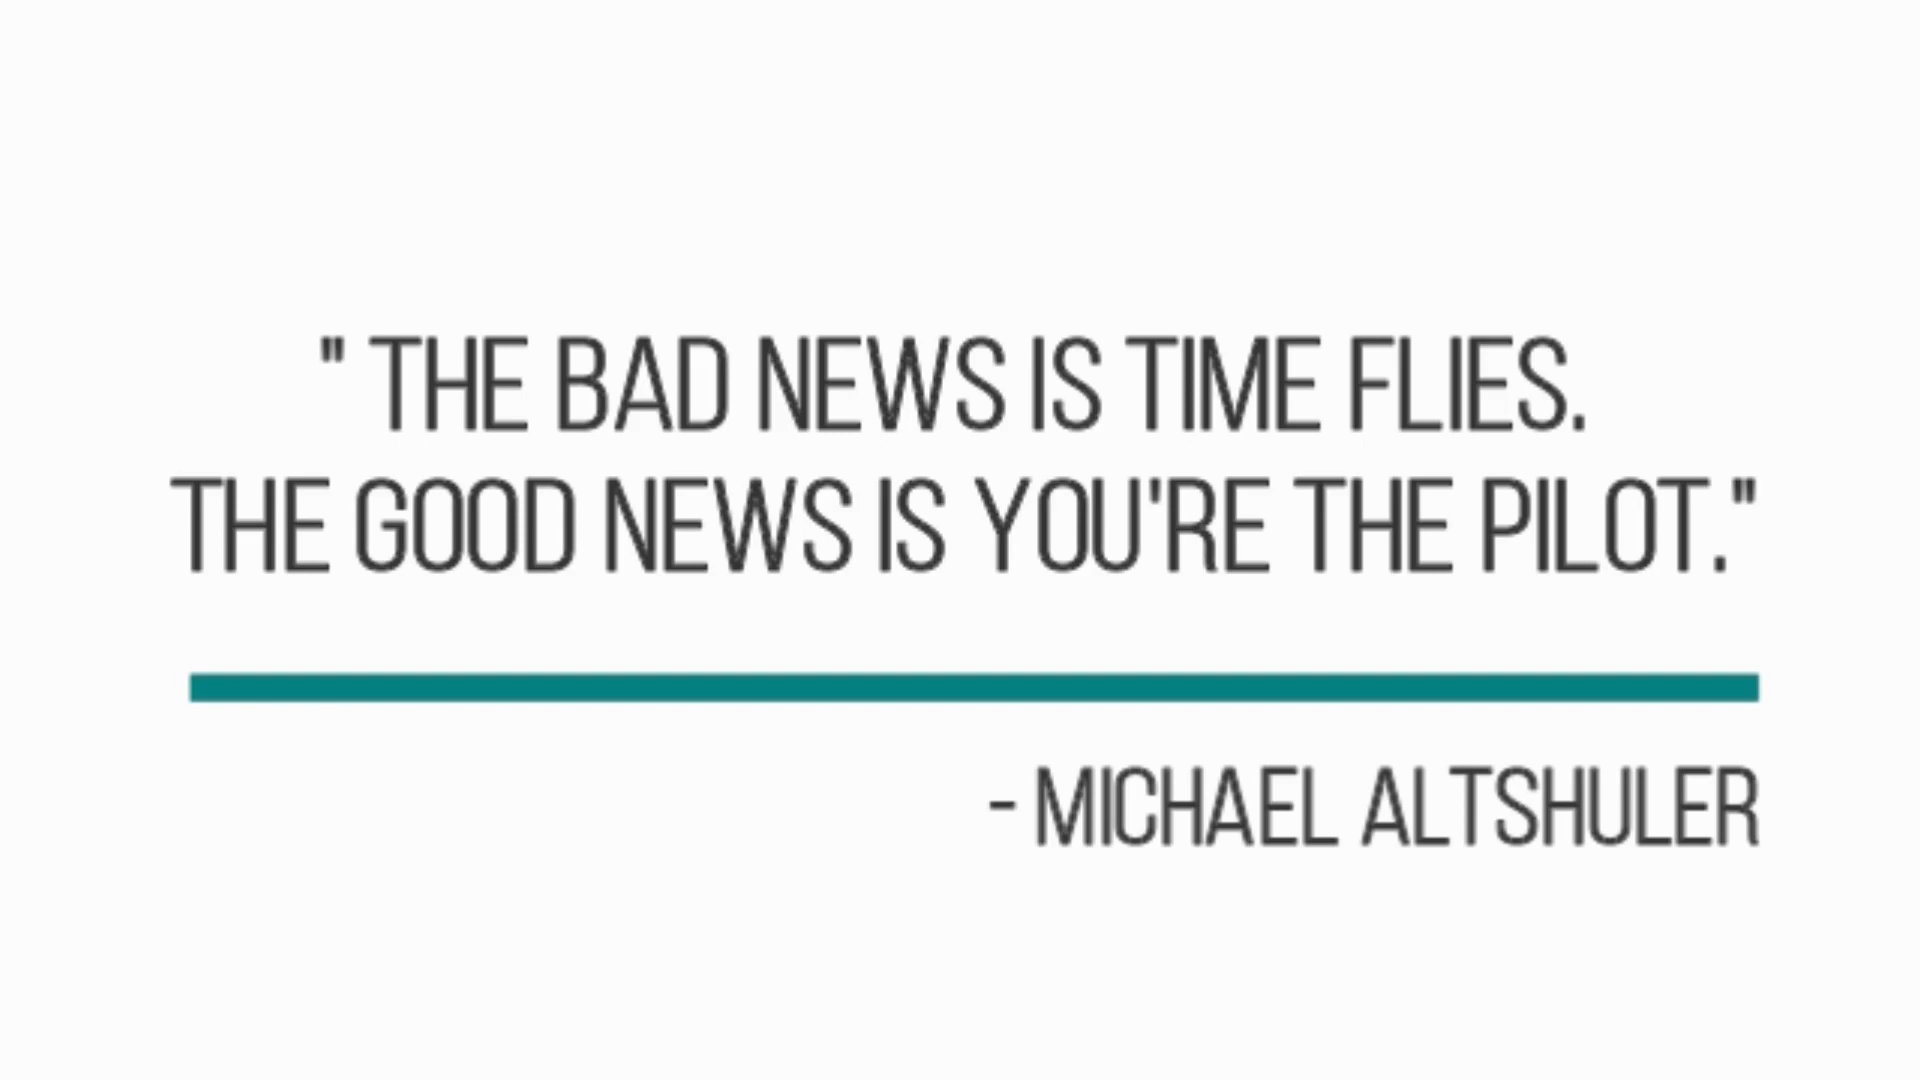 " THE BAD NEWS IS TIME FLIES.
THE GOOD NEWS IS YOU'RE THE PILOT."
- MICHAEL ALTSHULER